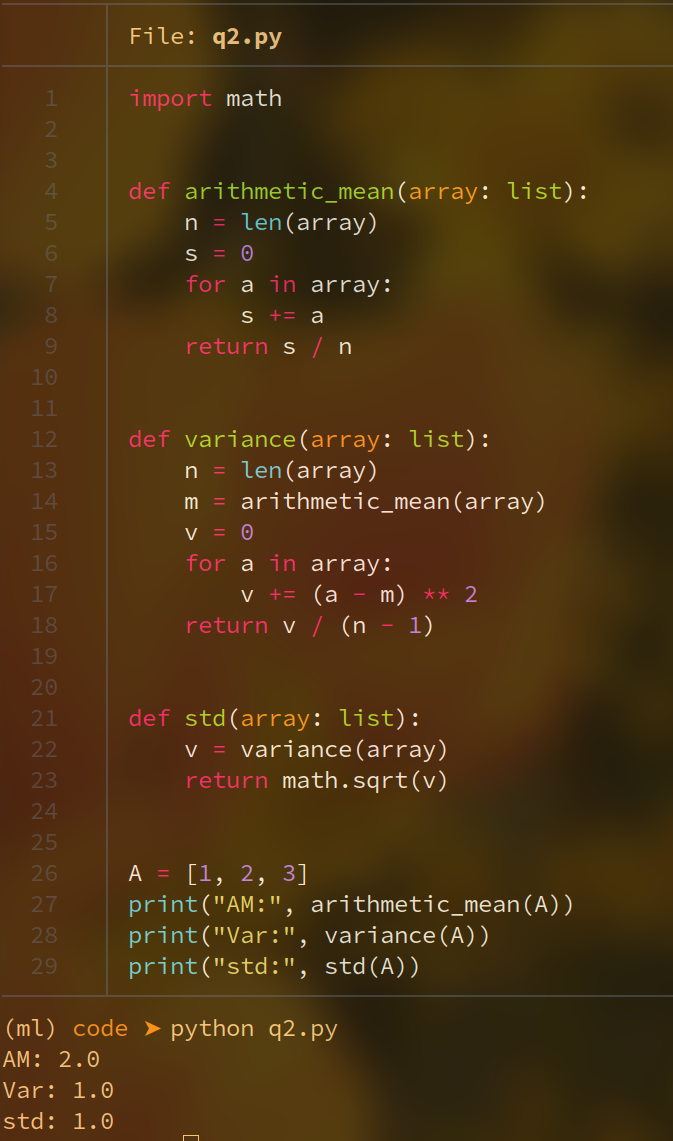 File: q2.py
1 import math
2
3
4 def arithmetic_mean(array: list):
5     n = len(array)
6     s = 0
7     for a in array:
8         s += a
9     return s / n
10
11
12 def variance(array: list):
13     n = len(array)
14     m = arithmetic_mean(array)
15     v = 0
16     for a in array:
17         v += (a - m) ** 2
18     return v / (n - 1)
19
20
21 def std(array: list):
22     v = variance(array)
23     return math.sqrt(v)
24
25
26 A = [1, 2, 3]
27 print("AM:", arithmetic_mean(A))
28 print("Var:", variance(A))
29 print("std:", std(A))
(ml) code ➤ python q2.py
AM: 2.0
Var: 1.0
std: 1.0